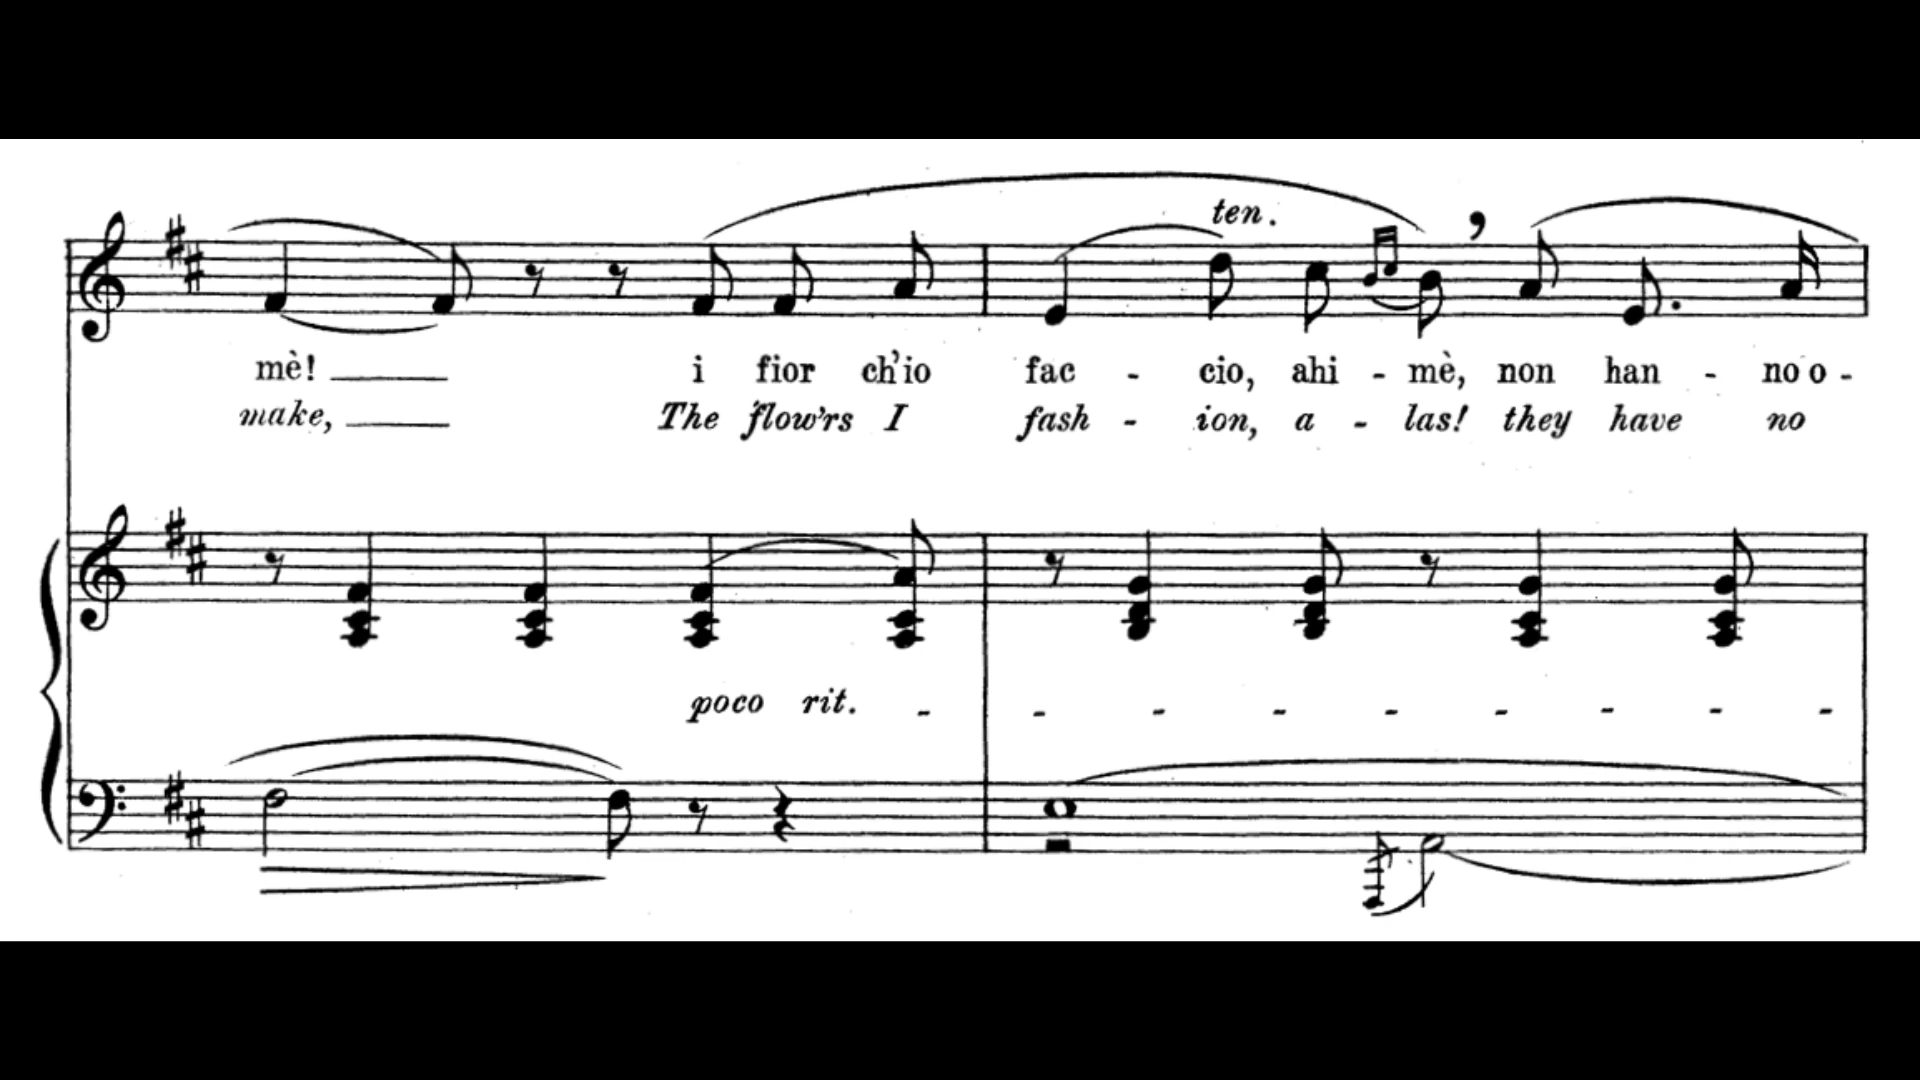 ten.
mè! i fior ch'io fac - cio, ahi - mè, non han - no o -
make, The flow'rs I fash - ion, a - las! they have no
poco rit. - - - - - - - - -